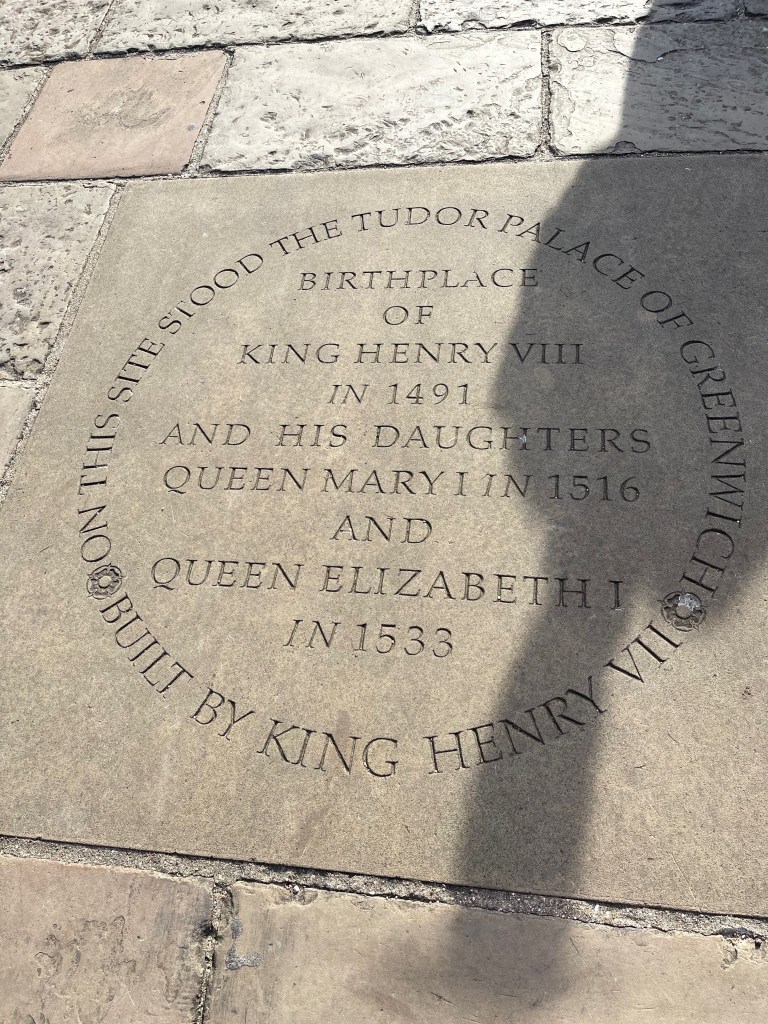 ON THIS SITE STOOD THE TUDOR PALACE OF GREENWICH
BIRTHPLACE
OF
KING HENRY VIII
IN 1491
AND HIS DAUGHTERS
QUEEN MARY I IN 1516
AND
QUEEN ELIZABETH I
IN 1533
BUILT BY KING HENRY VII